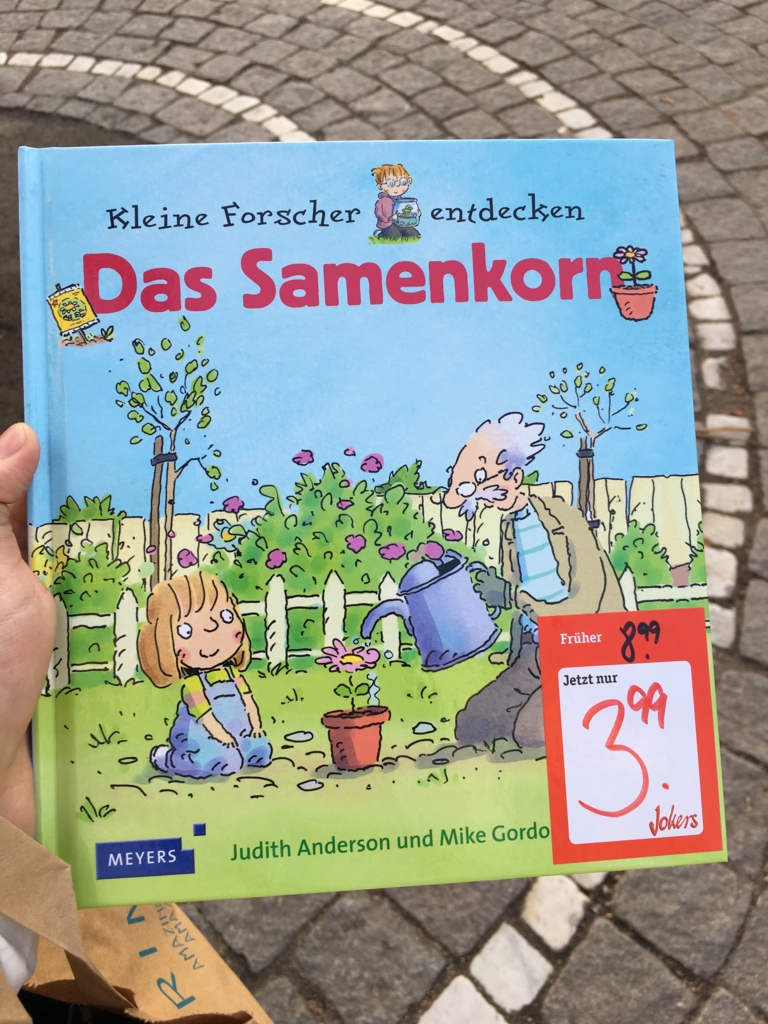 Kleine Forscher entdecken
Das Samenkorn
Früher 8.99
Jetzt nur
3.99
Jokers
MEYERS
Judith Anderson und Mike Gordo